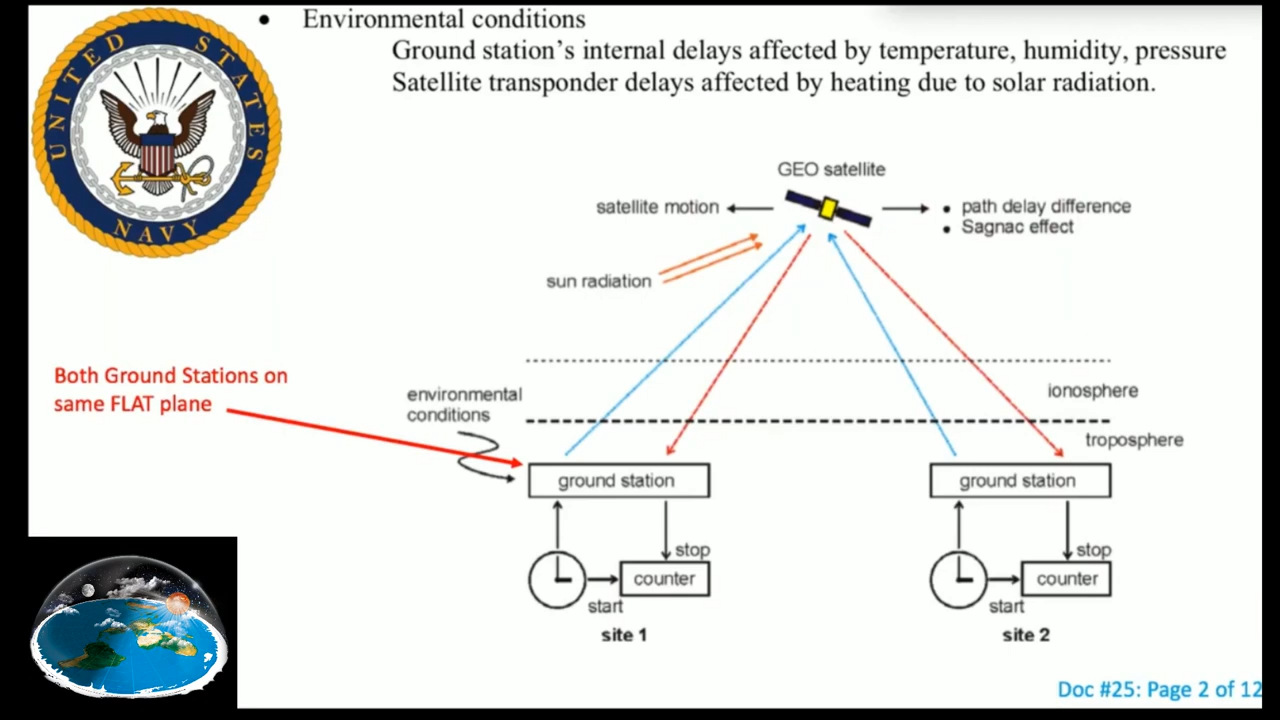 UNITED STATES
NAVY
• Environmental conditions
Ground station's internal delays affected by temperature, humidity, pressure
Satellite transponder delays affected by heating due to solar radiation.
GEO satellite
satellite motion
• path delay difference
• Sagnac effect
sun radiation
Both Ground Stations on
same FLAT plane
environmental
conditions
ionosphere
troposphere
ground station
stop
counter
start
site 1
ground station
stop
counter
start
site 2
Doc #25: Page 2 of 12